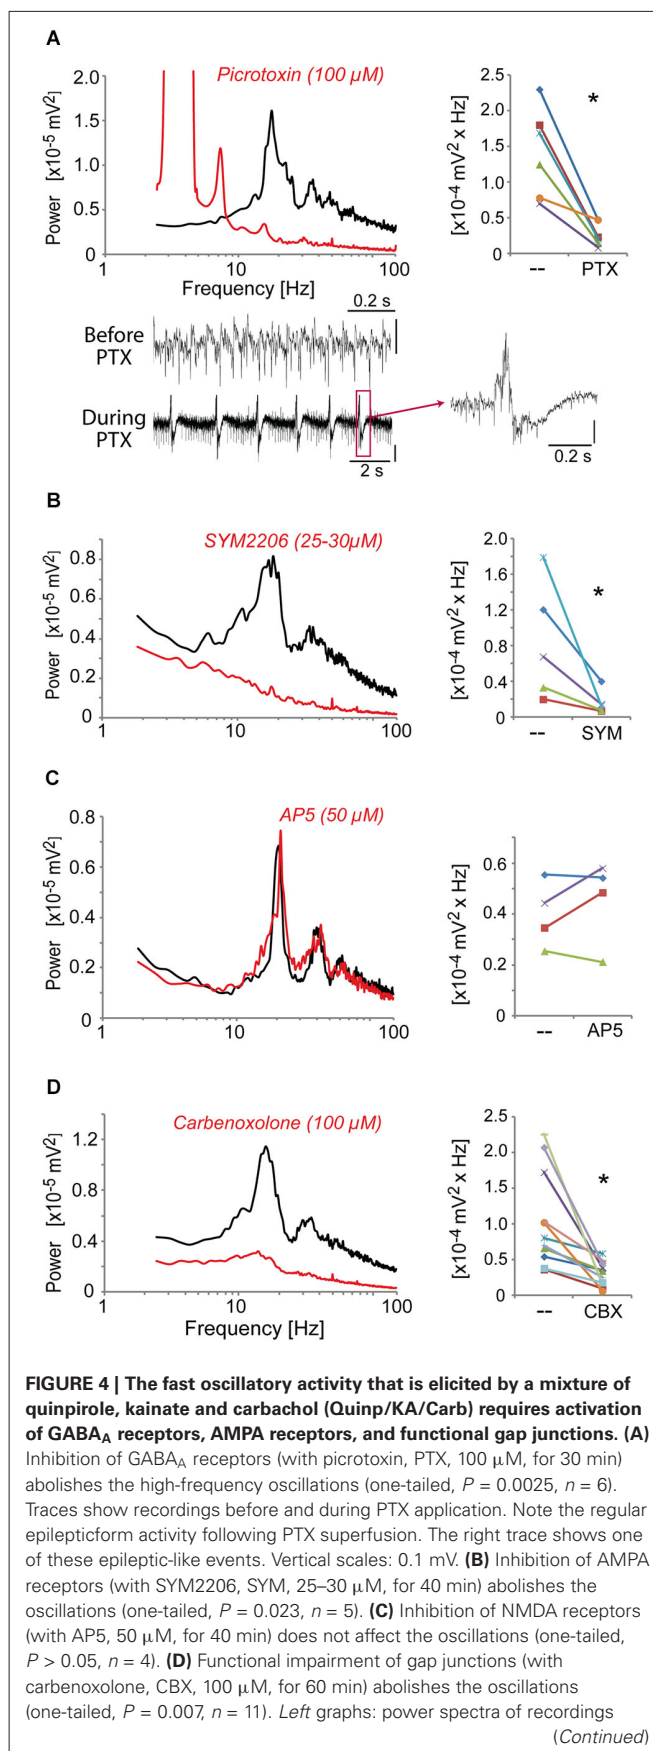 A
Picrotoxin (100 µM)
Power [x10-5 mV2]
2.0
1.5
1.0
0.5
0
1
10
100
Frequency [Hz]
[x10-4 mV2 x Hz]
2.5
2.0
1.5
1.0
0.5
0
*
--
PTX
0.2 s
Before
PTX
During
PTX
2 s
0.2 s
B
SYM2206 (25-30µM)
Power [x10-5 mV2]
0.8
0.6
0.4
0.2
0
1
10
100
[x10-4 mV2 x Hz]
2.0
1.6
1.2
0.8
0.4
0
*
--
SYM
C
AP5 (50 µM)
Power [x10-5 mV2]
0.8
0.6
0.4
0.2
0
1
10
100
[x10-4 mV2 x Hz]
0.6
0.4
0.2
0
--
AP5
D
Carbenoxolone (100 µM)
Power [x10-5 mV2]
1.2
0.8
0.4
0
1
10
100
Frequency [Hz]
[x10-4 mV2 x Hz]
2.5
2.0
1.5
1.0
0.5
0
*
--
CBX
FIGURE 4 | The fast oscillatory activity that is elicited by a mixture of
quinpirole, kainate and carbachol (Quinp/KA/Carb) requires activation
of GABAA receptors, AMPA receptors, and functional gap junctions. (A)
Inhibition of GABAA receptors (with picrotoxin, PTX, 100 µM, for 30 min)
abolishes the high-frequency oscillations (one-tailed, P = 0.0025, n = 6).
Traces show recordings before and during PTX application. Note the regular
epilepticform activity following PTX superfusion. The right trace shows one
of these epileptic-like events. Vertical scales: 0.1 mV. (B) Inhibition of AMPA
receptors (with SYM2206, SYM, 25–30 µM, for 40 min) abolishes the
oscillations (one-tailed, P = 0.023, n = 5). (C) Inhibition of NMDA receptors
(with AP5, 50 µM, for 40 min) does not affect the oscillations (one-tailed,
P > 0.05, n = 4). (D) Functional impairment of gap junctions (with
carbenoxolone, CBX, 100 µM, for 60 min) abolishes the oscillations
(one-tailed, P = 0.007, n = 11). Left graphs: power spectra of recordings
(Continued)